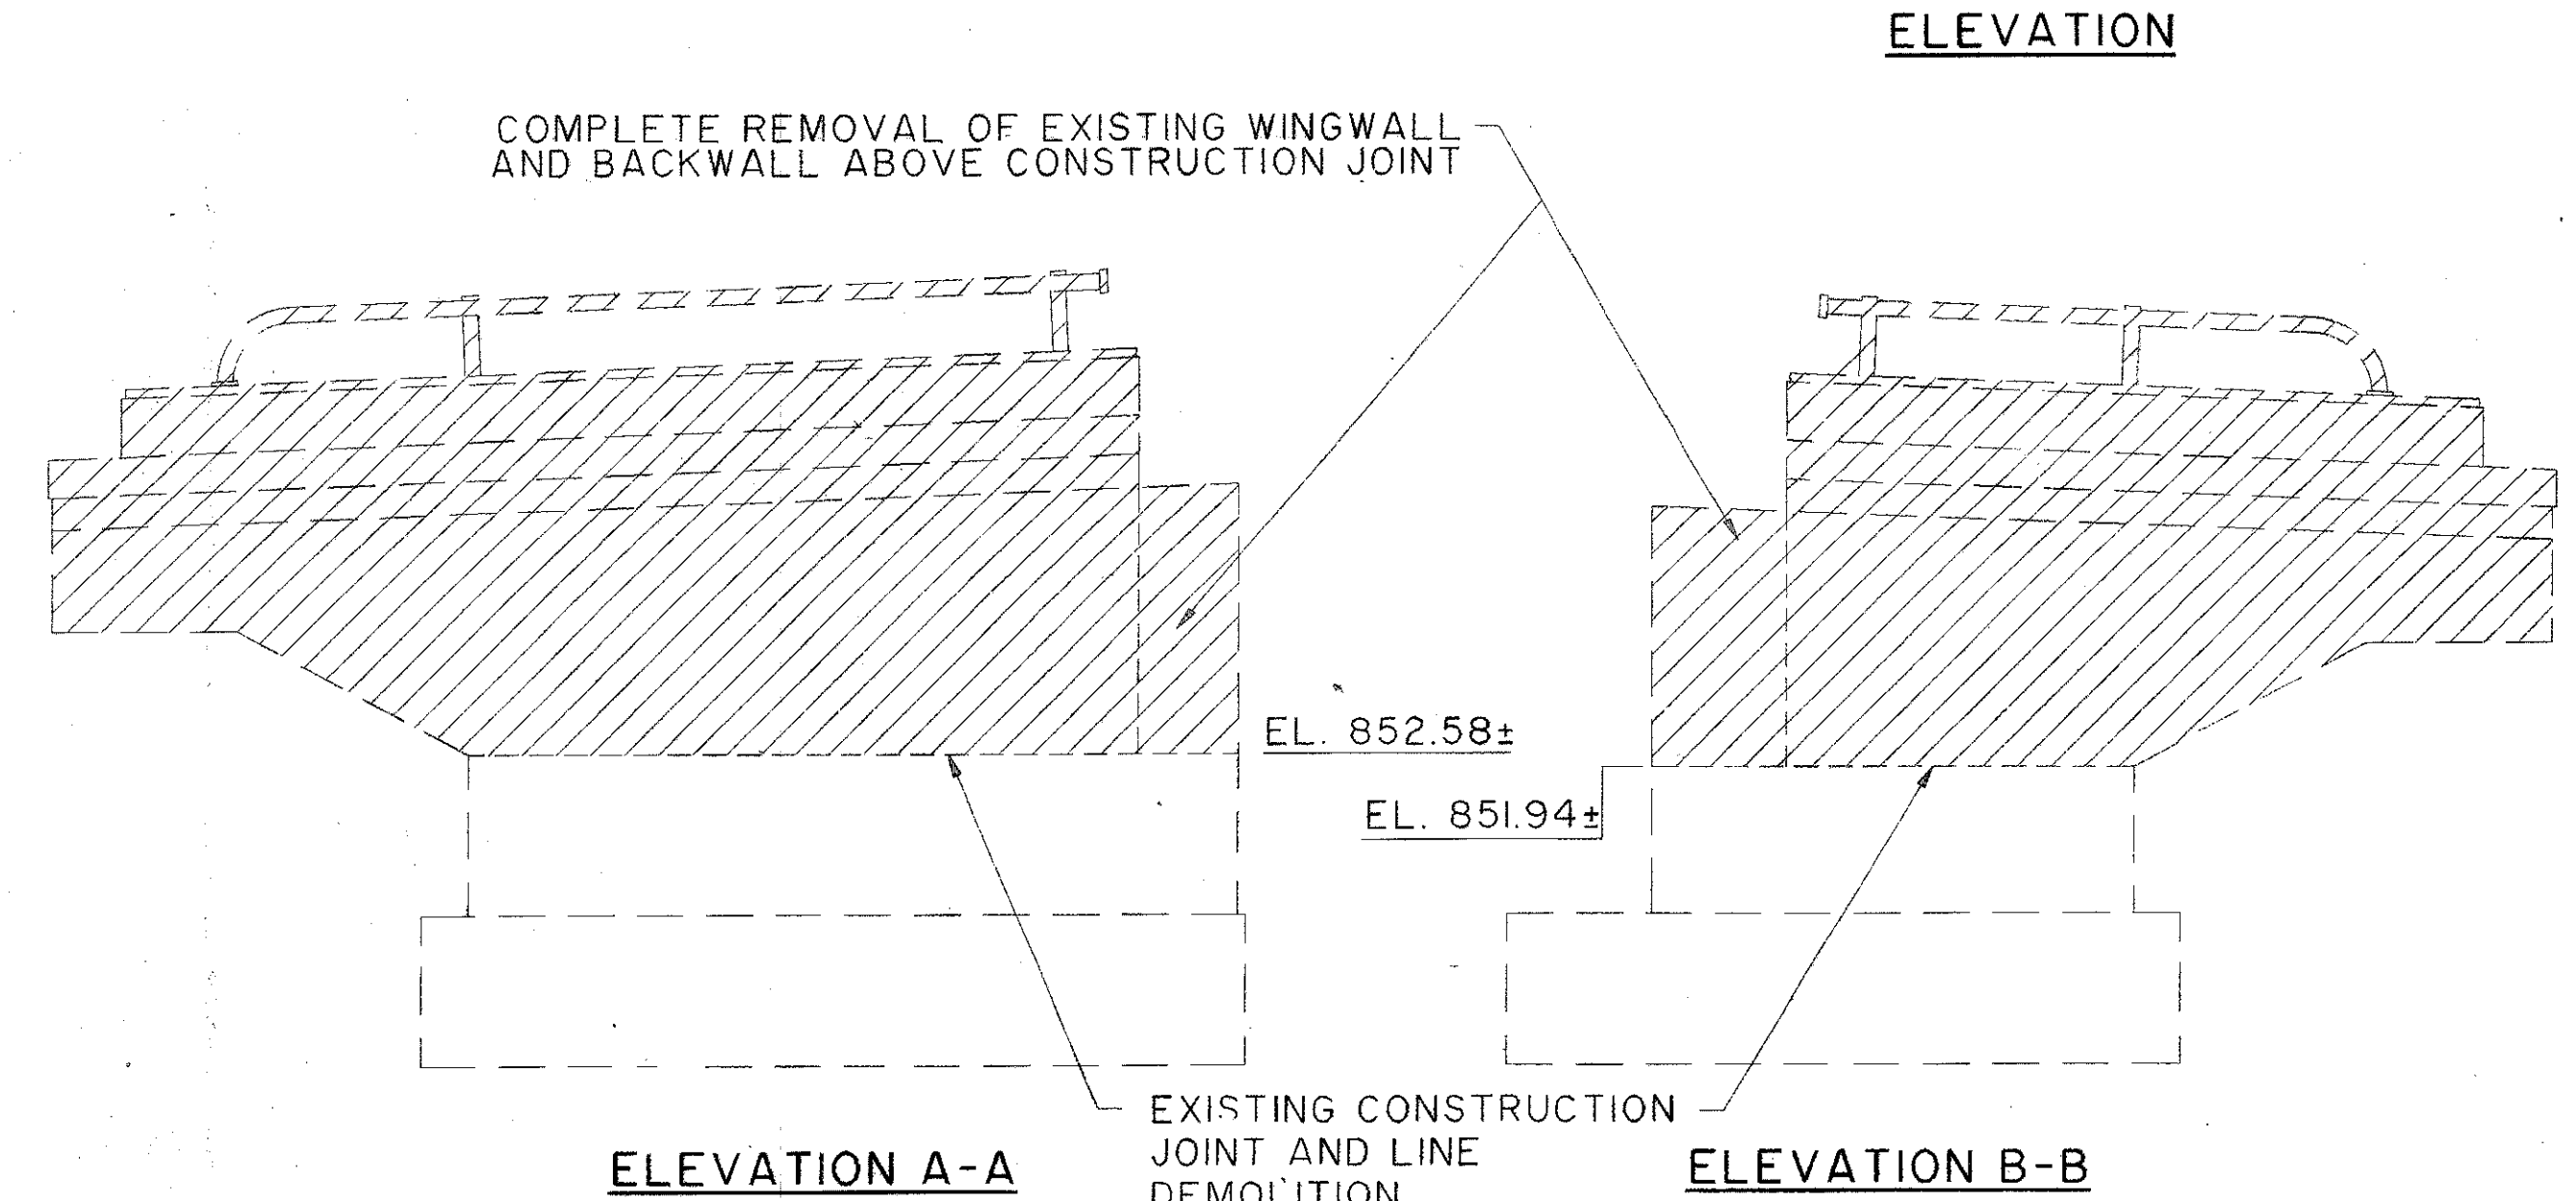 ELEVATION
COMPLETE REMOVAL OF EXISTING WINGWALL
AND BACKWALL ABOVE CONSTRUCTION JOINT
EL. 852.58±
EL. 851.94±
EXISTING CONSTRUCTION
JOINT AND LINE
DEMOLITION
ELEVATION A-A
ELEVATION B-B